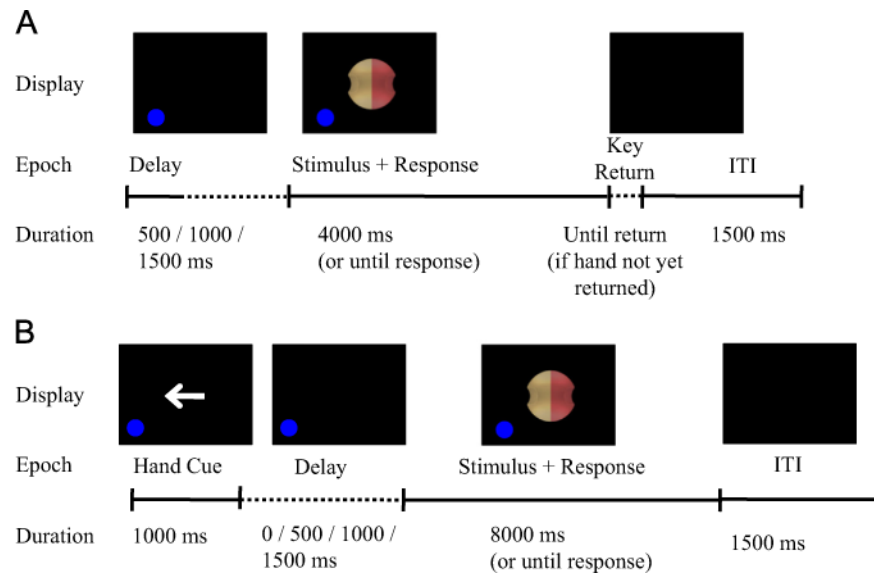 A
Display
Epoch Delay Stimulus + Response Key Return ITI
Duration 500 / 1000 / 4000 ms Until return 1500 ms
1500 ms (or until response) (if hand not yet
returned)
B
Display
Epoch Hand Cue Delay Stimulus + Response ITI
Duration 1000 ms 0 / 500 / 1000 / 8000 ms 1500 ms
1500 ms (or until response)